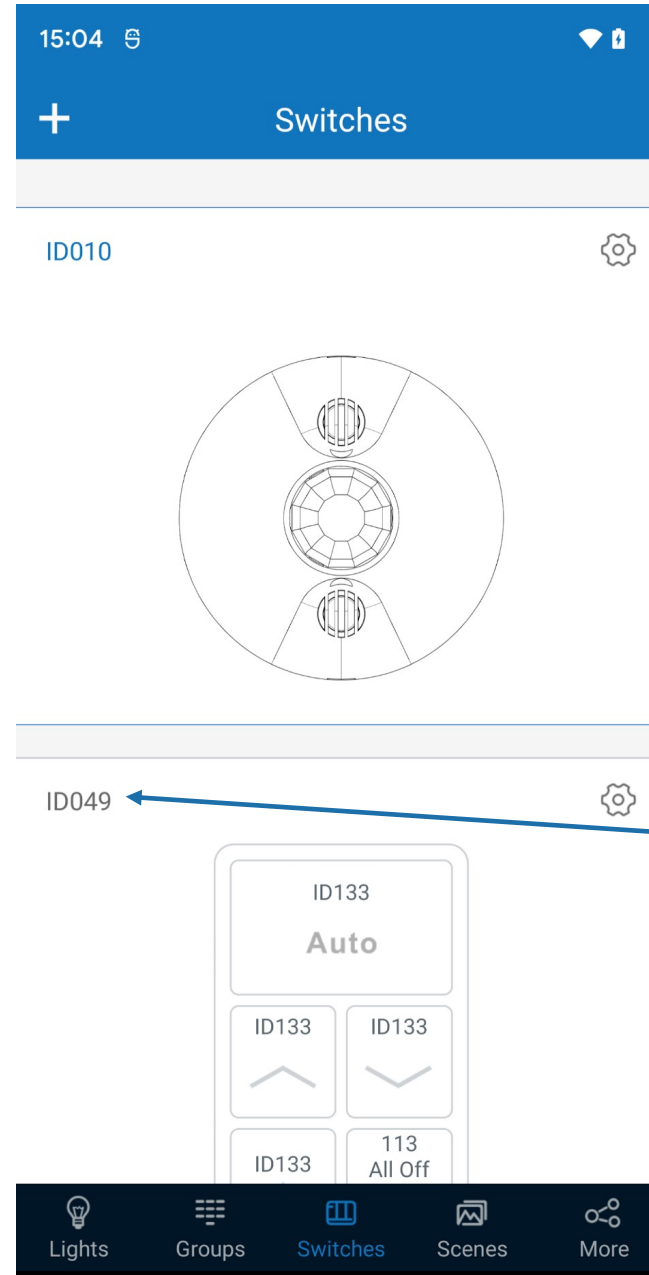 15:04
Switches
ID010
ID049
ID133
Auto
ID133 ID133
ID133 113
All Off
Lights Groups Switches Scenes More